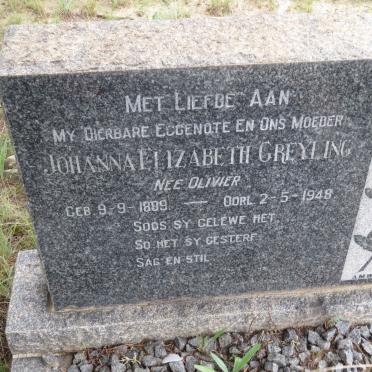 MET LIEFDE AAN
MY DIERBARE EGGENOTE EN ONS MOEDER
JOHANNA ELIZABETH GREYLING
NEE OLIVIER
GEB 9-9-1889 — OORL 2-5-1948
SOOS SY GELEWE HET,
SO HET SY GESTERF
SAG EN STIL